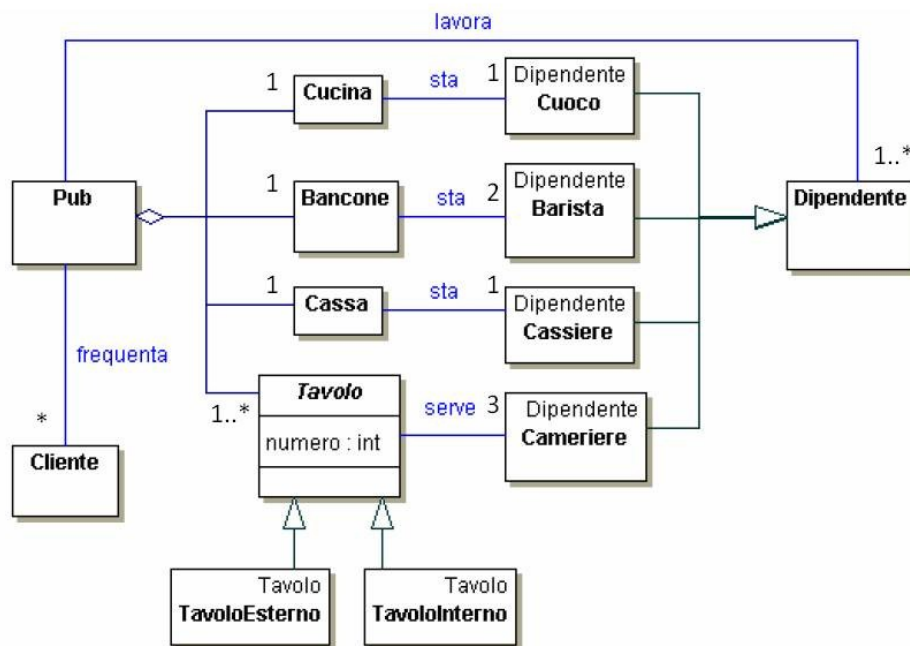 lavora
1
Cucina
sta
1
Dipendente
Cuoco
1..*
Pub
1
Bancone
sta
2
Dipendente
Barista
Dipendente
1
Cassa
sta
1
Dipendente
Cassiere
frequenta
1..*
Tavolo
numero : int
serve
3
Dipendente
Cameriere
*
Cliente
Tavolo
TavoloEsterno
Tavolo
TavoloInterno